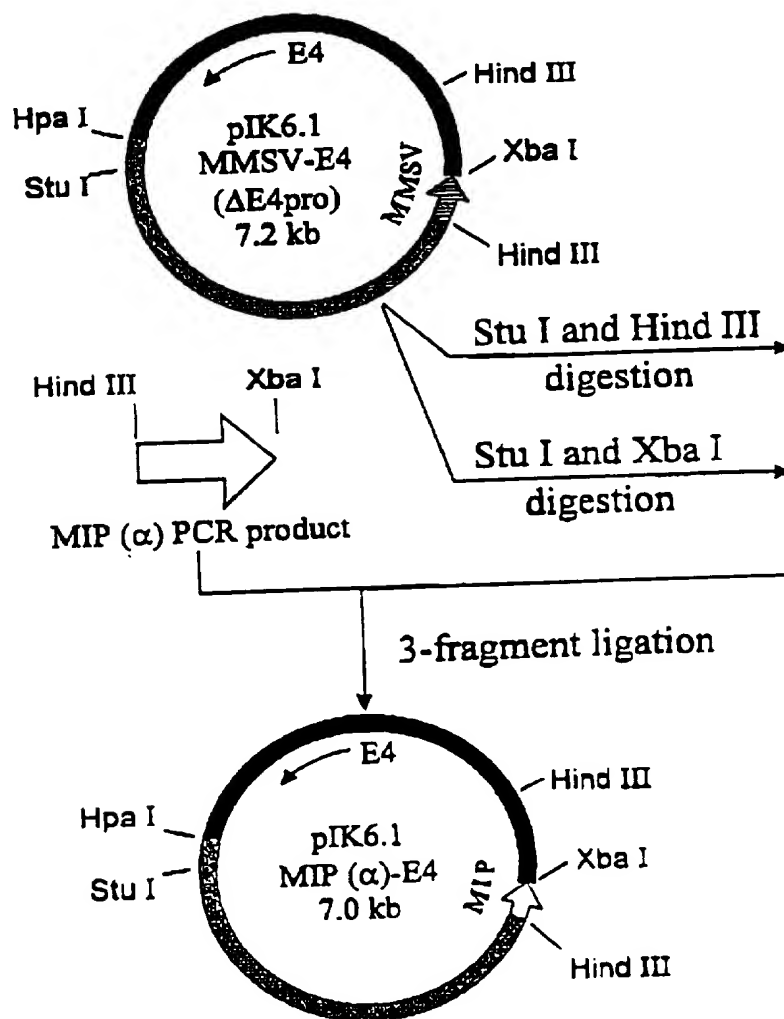 E4
Hind III
Hpa I
pIK6.1
MMSV-E4
(ΔE4pro)
7.2 kb
Stu I
MMSV
Xba I
Hind III
Stu I and Hind III
digestion
Hind III
Xba I
Stu I and Xba I
digestion
MIP (α) PCR product
3-fragment ligation
E4
Hind III
Hpa I
pIK6.1
MIP (α)-E4
7.0 kb
Stu I
MIP
Xba I
Hind III